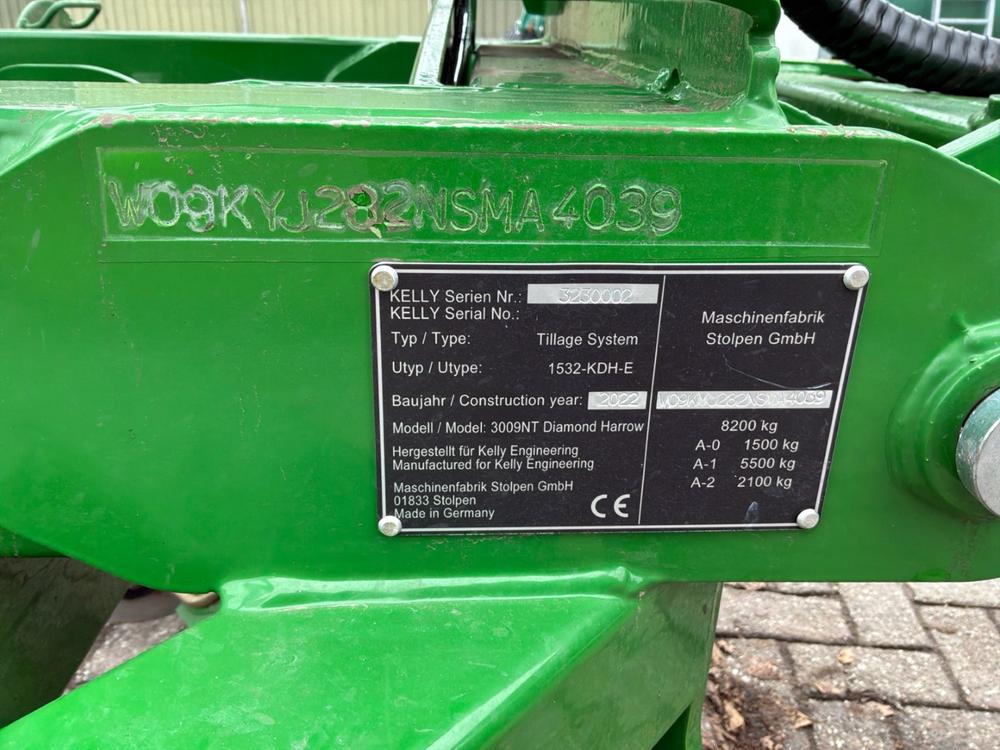 W09KYJ282NSMA4039
KELLY Serien Nr.: 3230002
KELLY Serial No.:
Typ / Type: Tillage System
Utyp / Utype: 1532-KDH-E
Baujahr / Construction year: 2022
Modell / Model: 3009NT Diamond Harrow
Hergestellt für Kelly Engineering
Manufactured for Kelly Engineering
Maschinenfabrik Stolpen GmbH
01833 Stolpen
Made in Germany
CE
Maschinenfabrik
Stolpen GmbH
W09KYJ282NSMA4039
8200 kg
A-0 1500 kg
A-1 5500 kg
A-2 2100 kg